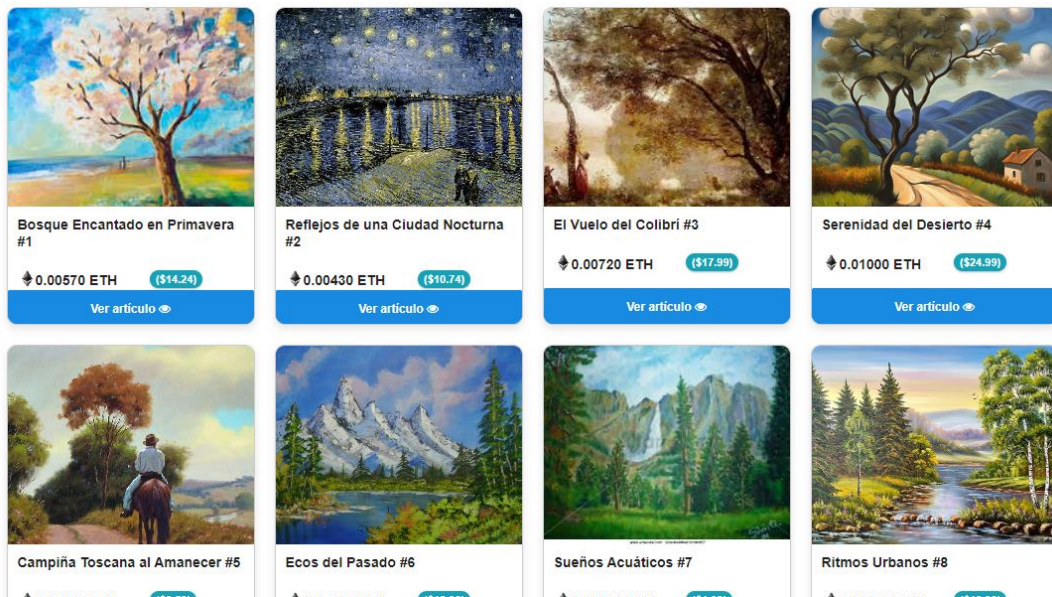 Bosque Encantado en Primavera
#1
0.00570 ETH ($14.24)
Ver artículo
Reflejos de una Ciudad Nocturna
#2
0.00430 ETH ($10.74)
Ver artículo
El Vuelo del Colibrí #3
0.00720 ETH ($17.99)
Ver artículo
Serenidad del Desierto #4
0.01000 ETH ($24.99)
Ver artículo
Campiña Toscana al Amanecer #5
Ecos del Pasado #6
Sueños Acuáticos #7
Ritmos Urbanos #8